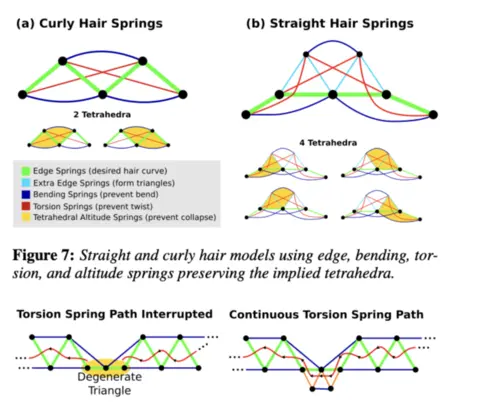 (a) Curly Hair Springs
(b) Straight Hair Springs
2 Tetrahedra
4 Tetrahedra
Edge Springs (desired hair curve)
Extra Edge Springs (form triangles)
Bending Springs (prevent bend)
Torsion Springs (prevent twist)
Tetrahedral Altitude Springs (prevent collapse)
Figure 7: Straight and curly hair models using edge, bending, tor-
sion, and altitude springs preserving the implied tetrahedra.
Torsion Spring Path Interrupted
Continuous Torsion Spring Path
Degenerate
Triangle